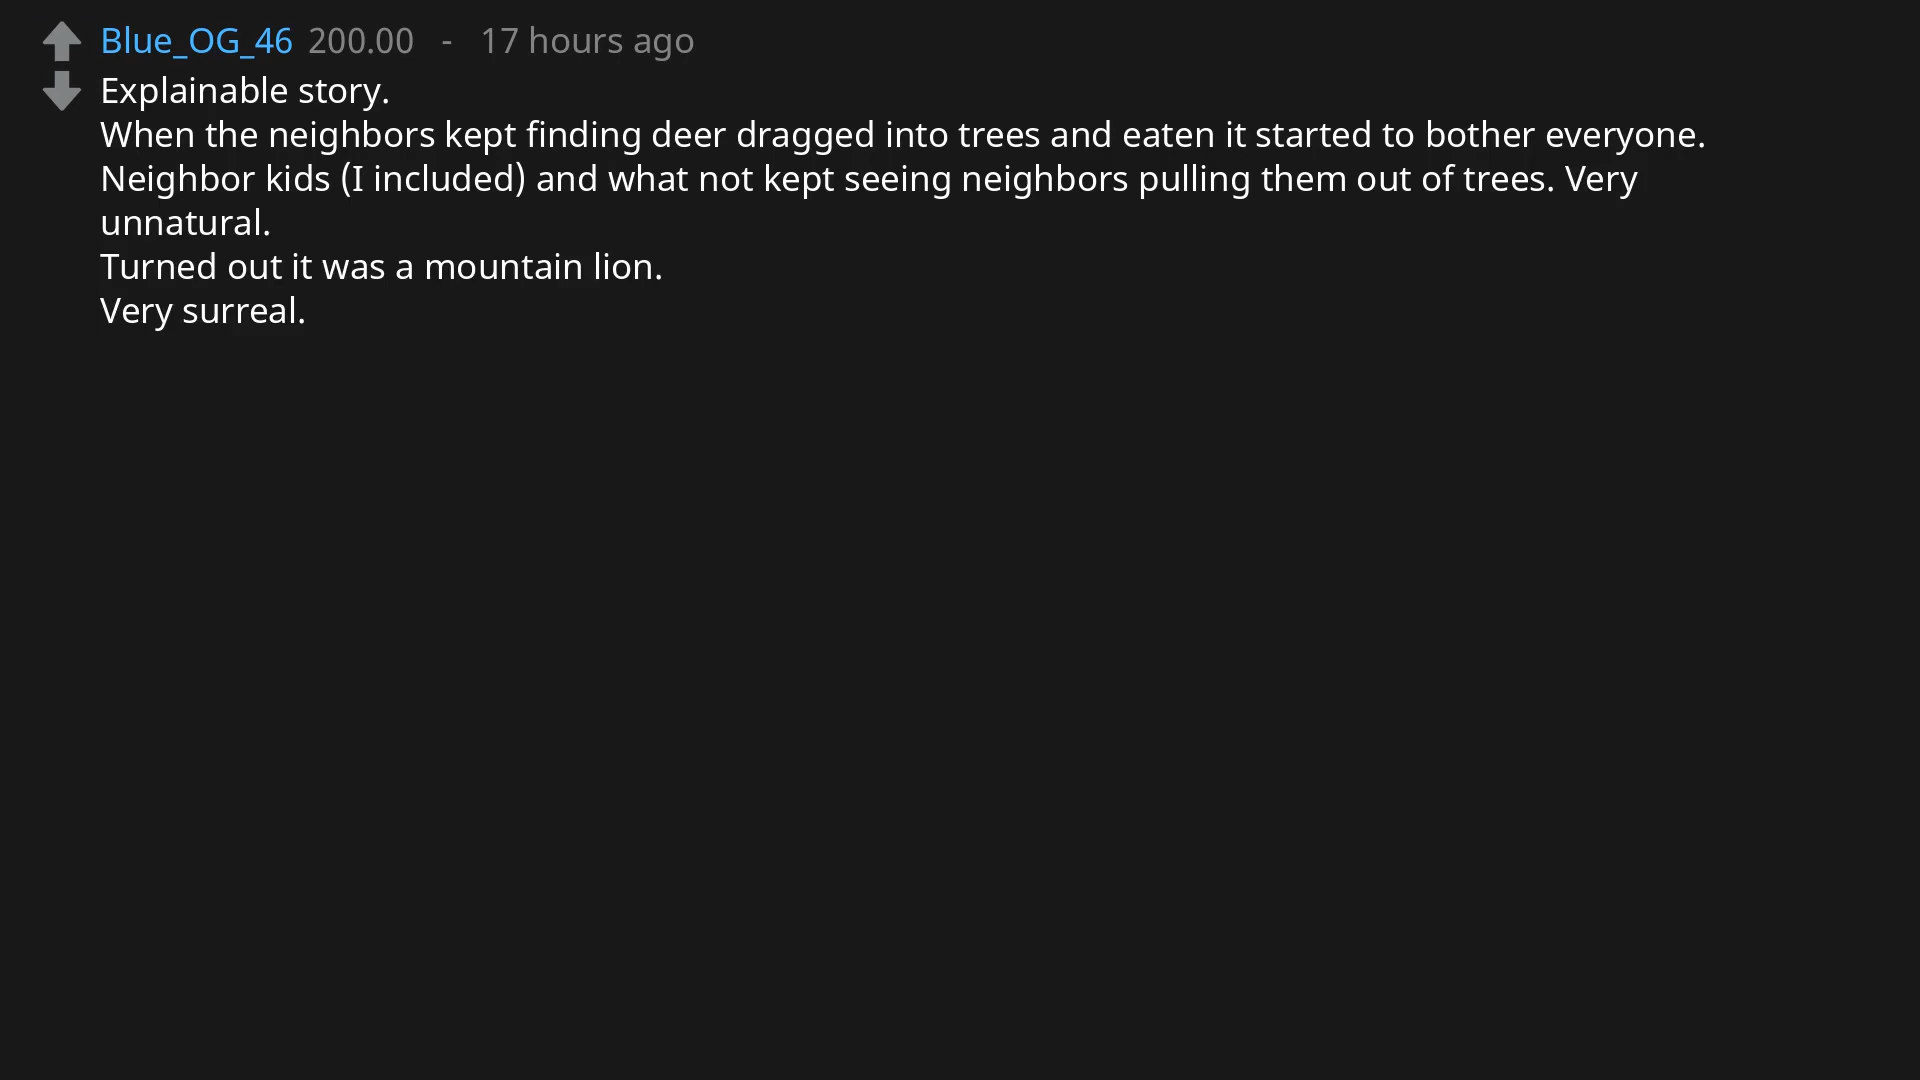 Blue_OG_46 200.00 - 17 hours ago
Explainable story.
When the neighbors kept finding deer dragged into trees and eaten it started to bother everyone.
Neighbor kids (I included) and what not kept seeing neighbors pulling them out of trees. Very
unnatural.
Turned out it was a mountain lion.
Very surreal.